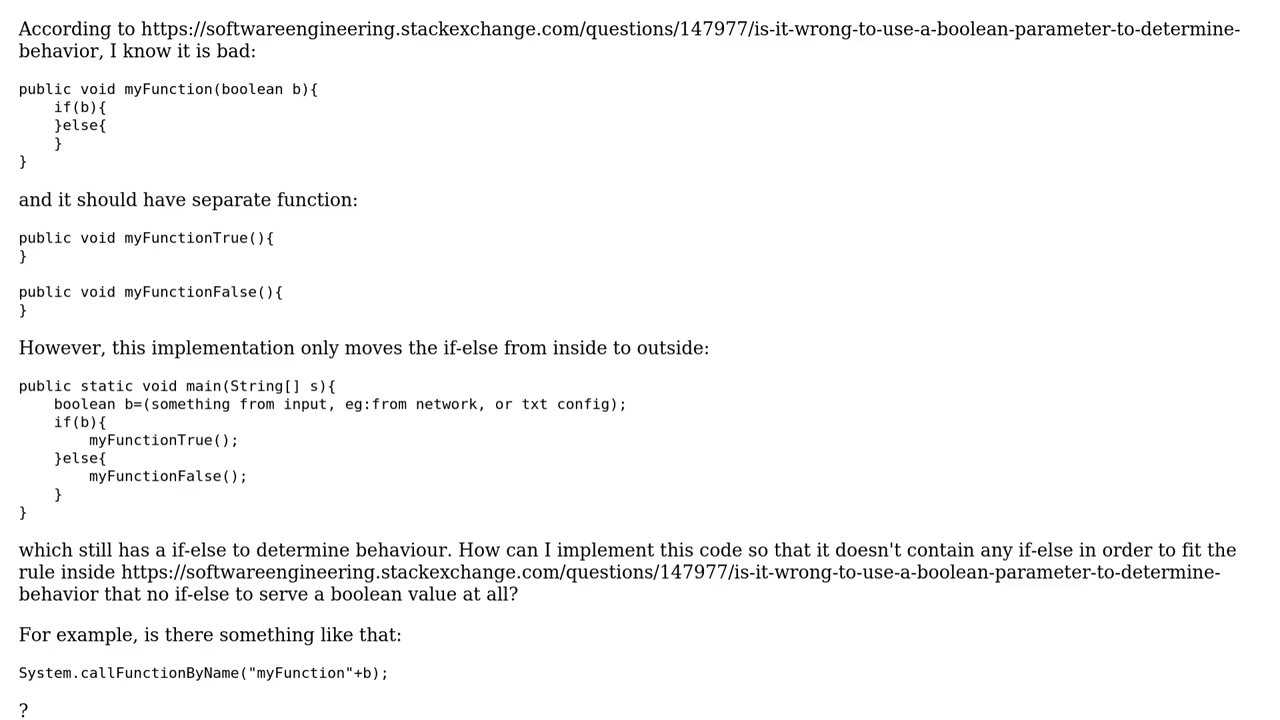 According to https://softwareengineering.stackexchange.com/questions/147977/is-it-wrong-to-use-a-boolean-parameter-to-determine-
behavior, I know it is bad:
public void myFunction(boolean b){
    if(b){
    }else{
    }
}
and it should have separate function:
public void myFunctionTrue(){
}
public void myFunctionFalse(){
}
However, this implementation only moves the if-else from inside to outside:
public static void main(String[] s){
    boolean b=(something from input, eg:from network, or txt config);
    if(b){
        myFunctionTrue();
    }else{
        myFunctionFalse();
    }
}
which still has a if-else to determine behaviour. How can I implement this code so that it doesn't contain any if-else in order to fit the
rule inside https://softwareengineering.stackexchange.com/questions/147977/is-it-wrong-to-use-a-boolean-parameter-to-determine-
behavior that no if-else to serve a boolean value at all?
For example, is there something like that:
System.callFunctionByName("myFunction"+b);
?